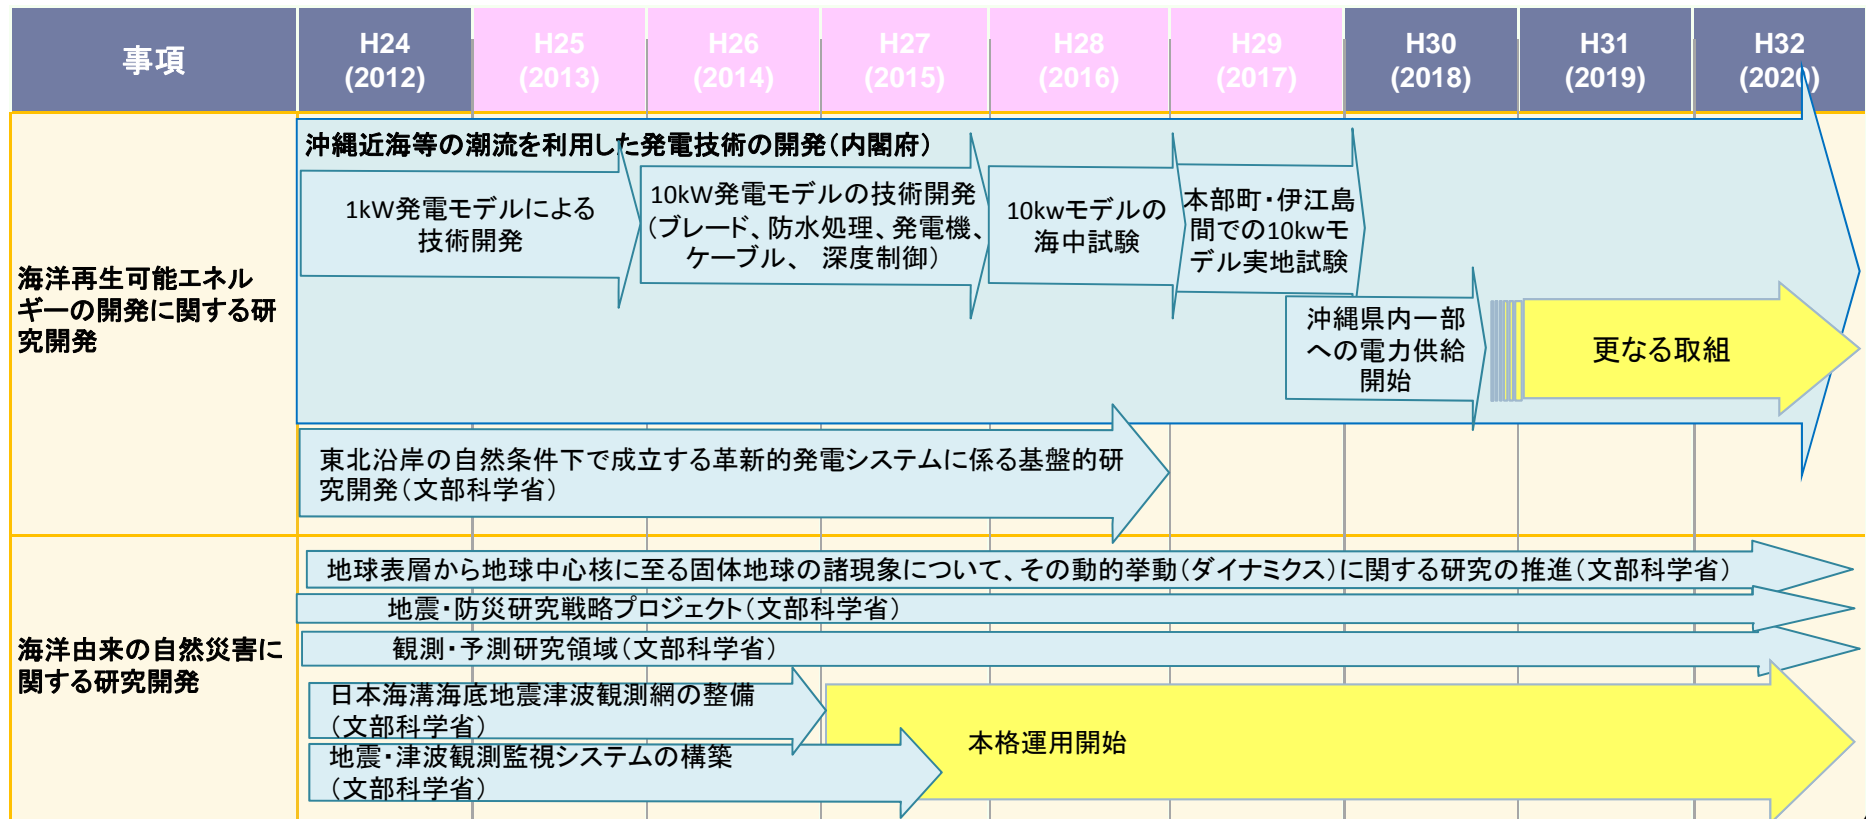 事項
H24
(2012)
H25
(2013)
H26
(2014)
H27
(2015)
H28
(2016)
H29
(2017)
H30
(2018)
H31
(2019)
H32
(2020)
海洋再生可能エネル
ギーの開発に関する研
究開発
沖縄近海等の潮流を利用した発電技術の開発（内閣府）
1kW発電モデルによる
技術開発
10kW発電モデルの技術開発
（ブレード、防水処理、発電機、
ケーブル、 深度制御）
10kwモデルの
海中試験
本部町・伊江島
間での10kwモ
デル実地試験
沖縄県内一部
への電力供給
開始
更なる取組
東北沿岸の自然条件下で成立する革新的発電システムに係る基盤的研
究開発（文部科学省）
海洋由来の自然災害に
関する研究開発
地球表層から地球中心核に至る固体地球の諸現象について、その動的挙動（ダイナミクス）に関する研究の推進（文部科学省）
地震・防災研究戦略プロジェクト（文部科学省）
観測・予測研究領域（文部科学省）
日本海溝海底地震津波観測網の整備
（文部科学省）
地震・津波観測監視システムの構築
（文部科学省）
本格運用開始